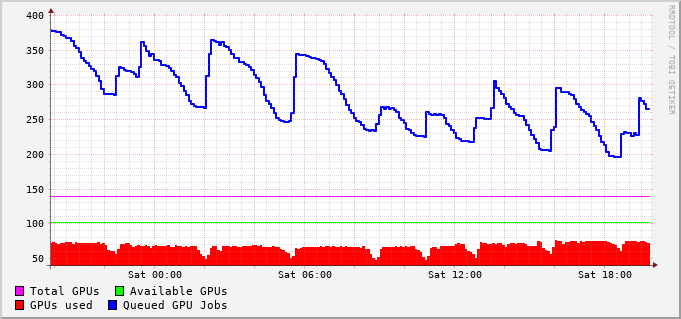 400
350
300
250
200
150
100
50
Sat 00:00 Sat 06:00 Sat 12:00 Sat 18:00
Total GPUs Available GPUs
GPUs used Queued GPU Jobs
RRDTOOL / TOBI OETIKER